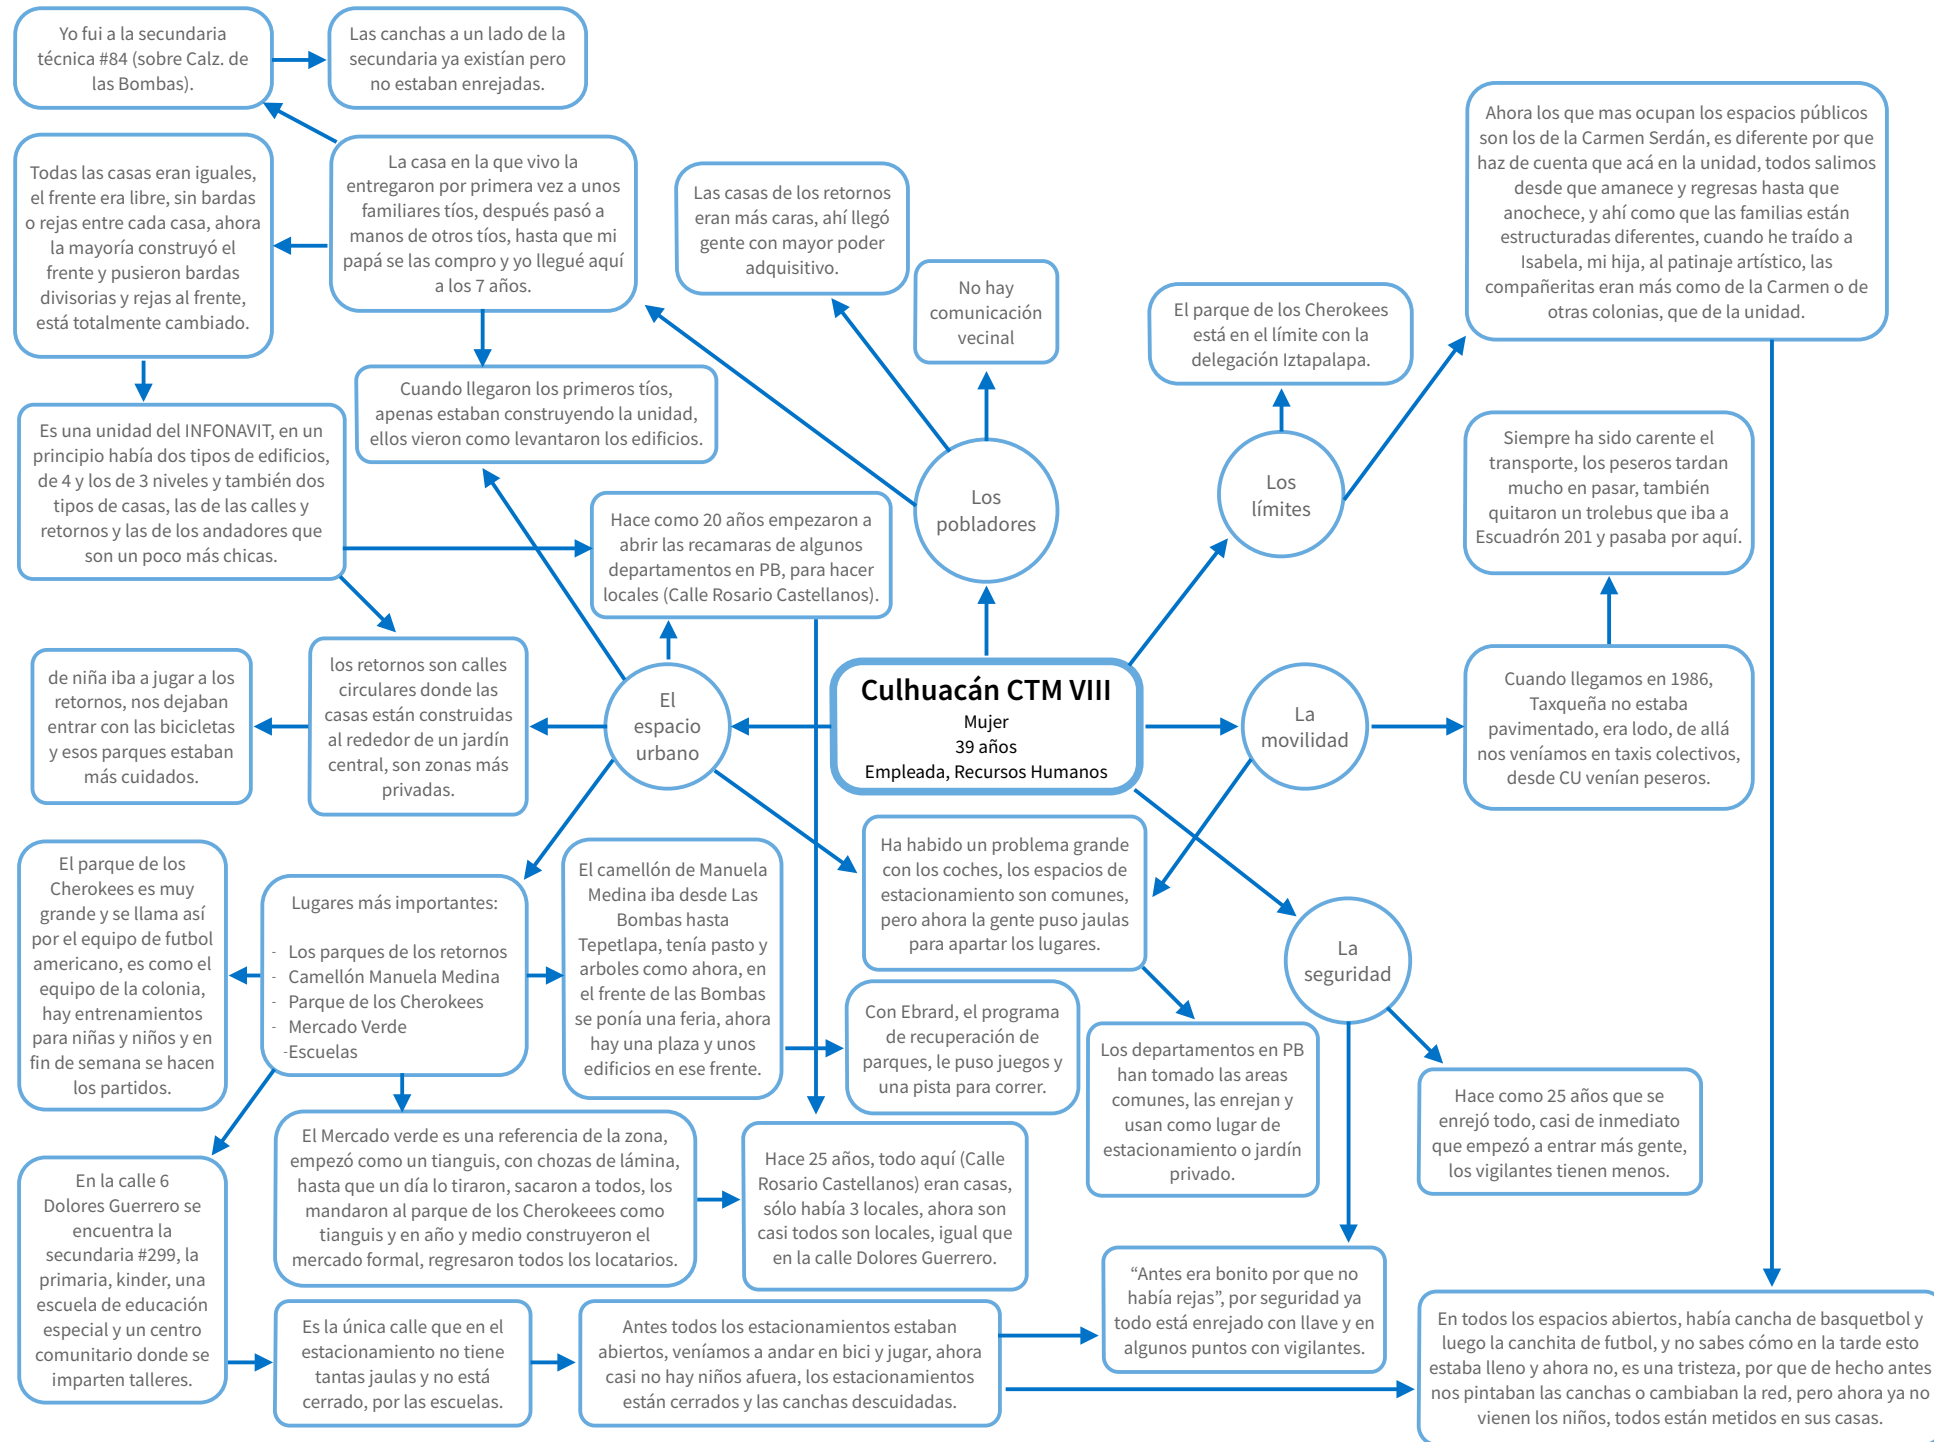 Yo fui a la secundaria
técnica #84 (sobre Calz. de
las Bombas).
Las canchas a un lado de la
secundaria ya existían pero
no estaban enrejadas.
Todas las casas eran iguales,
el frente era libre, sin bardas
o rejas entre cada casa, ahora
la mayoría construyó el
frente y pusieron bardas
divisorias y rejas al frente,
está totalmente cambiado.
La casa en la que vivo la
entregaron por primera vez a unos
familiares tíos, después pasó a
manos de otros tíos, hasta que mi
papá se las compro y yo llegué aquí
a los 7 años.
Las casas de los retornos
eran más caras, ahí llegó
gente con mayor poder
adquisitivo.
No hay
comunicación
vecinal
El parque de los Cherokees
está en el límite con la
delegación Iztapalapa.
Ahora los que mas ocupan los espacios públicos
son los de la Carmen Serdán, es diferente por que
haz de cuenta que acá en la unidad, todos salimos
desde que amanece y regresas hasta que
anochece, y ahí como que las familias están
estructuradas diferentes, cuando he traído a
Isabela, mi hija, al patinaje artístico, las
compañeritas eran más como de la Carmen o de
otras colonias, que de la unidad.
Cuando llegaron los primeros tíos,
apenas estaban construyendo la unidad,
ellos vieron como levantaron los edificios.
Es una unidad del INFONAVIT, en un
principio había dos tipos de edificios,
de 4 y los de 3 niveles y también dos
tipos de casas, las de las calles y
retornos y las de los andadores que
son un poco más chicas.
Hace como 20 años empezaron a
abrir las recamaras de algunos
departamentos en PB, para hacer
locales (Calle Rosario Castellanos).
Los
pobladores
Los
límites
Siempre ha sido carente el
transporte, los peseros tardan
mucho en pasar, también
quitaron un trolebus que iba a
Escuadrón 201 y pasaba por aquí.
de niña iba a jugar a los
retornos, nos dejaban
entrar con las bicicletas
y esos parques estaban
más cuidados.
los retornos son calles
circulares donde las
casas están construidas
al rededor de un jardín
central, son zonas más
privadas.
El
espacio
urbano
Culhuacán CTM VIII
Mujer
39 años
Empleada, Recursos Humanos
La
movilidad
Cuando llegamos en 1986,
Taxqueña no estaba
pavimentado, era lodo, de allá
nos veníamos en taxis colectivos,
desde CU venían peseros.
El parque de los
Cherokees es muy
grande y se llama así
por el equipo de futbol
americano, es como el
equipo de la colonia,
hay entrenamientos
para niñas y niños y en
fin de semana se hacen
los partidos.
Lugares más importantes:
- Los parques de los retornos
- Camellón Manuela Medina
- Parque de los Cherokees
- Mercado Verde
-Escuelas
El camellón de Manuela
Medina iba desde Las
Bombas hasta
Tepetlapa, tenía pasto y
arboles como ahora, en
el frente de las Bombas
se ponía una feria, ahora
hay una plaza y unos
edificios en ese frente.
Ha habido un problema grande
con los coches, los espacios de
estacionamiento son comunes,
pero ahora la gente puso jaulas
para apartar los lugares.
La
seguridad
Con Ebrard, el programa
de recuperación de
parques, le puso juegos y
una pista para correr.
Los departamentos en PB
han tomado las areas
comunes, las enrejan y
usan como lugar de
estacionamiento o jardín
privado.
Hace como 25 años que se
enrejó todo, casi de inmediato
que empezó a entrar más gente,
los vigilantes tienen menos.
En la calle 6
Dolores Guerrero se
encuentra la
secundaria #299, la
primaria, kinder, una
escuela de educación
especial y un centro
comunitario donde se
imparten talleres.
El Mercado verde es una referencia de la zona,
empezó como un tianguis, con chozas de lámina,
hasta que un día lo tiraron, sacaron a todos, los
mandaron al parque de los Cherokeees como
tianguis y en año y medio construyeron el
mercado formal, regresaron todos los locatarios.
Hace 25 años, todo aquí (Calle
Rosario Castellanos) eran casas,
sólo había 3 locales, ahora son
casi todos son locales, igual que
en la calle Dolores Guerrero.
Es la única calle que en el
estacionamiento no tiene
tantas jaulas y no está
cerrado, por las escuelas.
Antes todos los estacionamientos estaban
abiertos, veníamos a andar en bici y jugar, ahora
casi no hay niños afuera, los estacionamientos
están cerrados y las canchas descuidadas.
“Antes era bonito por que no
había rejas”, por seguridad ya
todo está enrejado con llave y en
algunos puntos con vigilantes.
En todos los espacios abiertos, había cancha de basquetbol y
luego la canchita de futbol, y no sabes cómo en la tarde esto
estaba lleno y ahora no, es una tristeza, por que de hecho antes
nos pintaban las canchas o cambiaban la red, pero ahora ya no
vienen los niños, todos están metidos en sus casas.